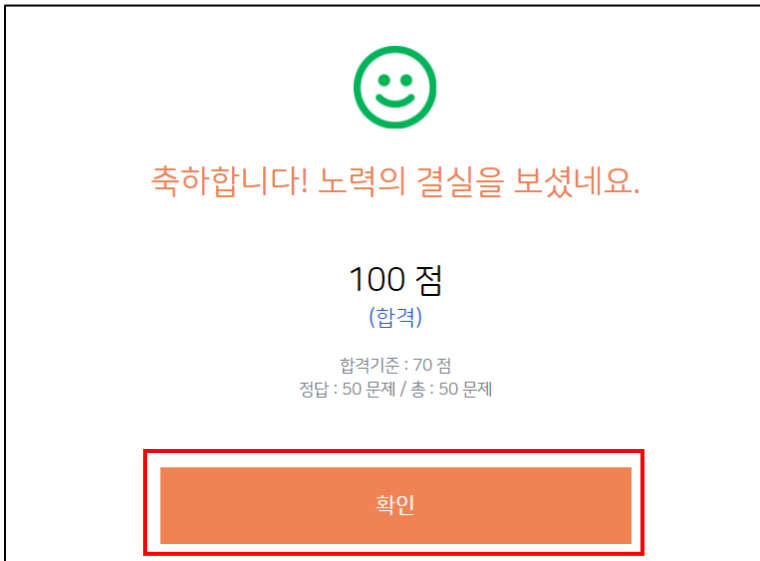 축하합니다! 노력의 결실을 보셨네요.
100 점
(합격)
합격기준 : 70 점
정답 : 50 문제 / 총 : 50 문제
확인